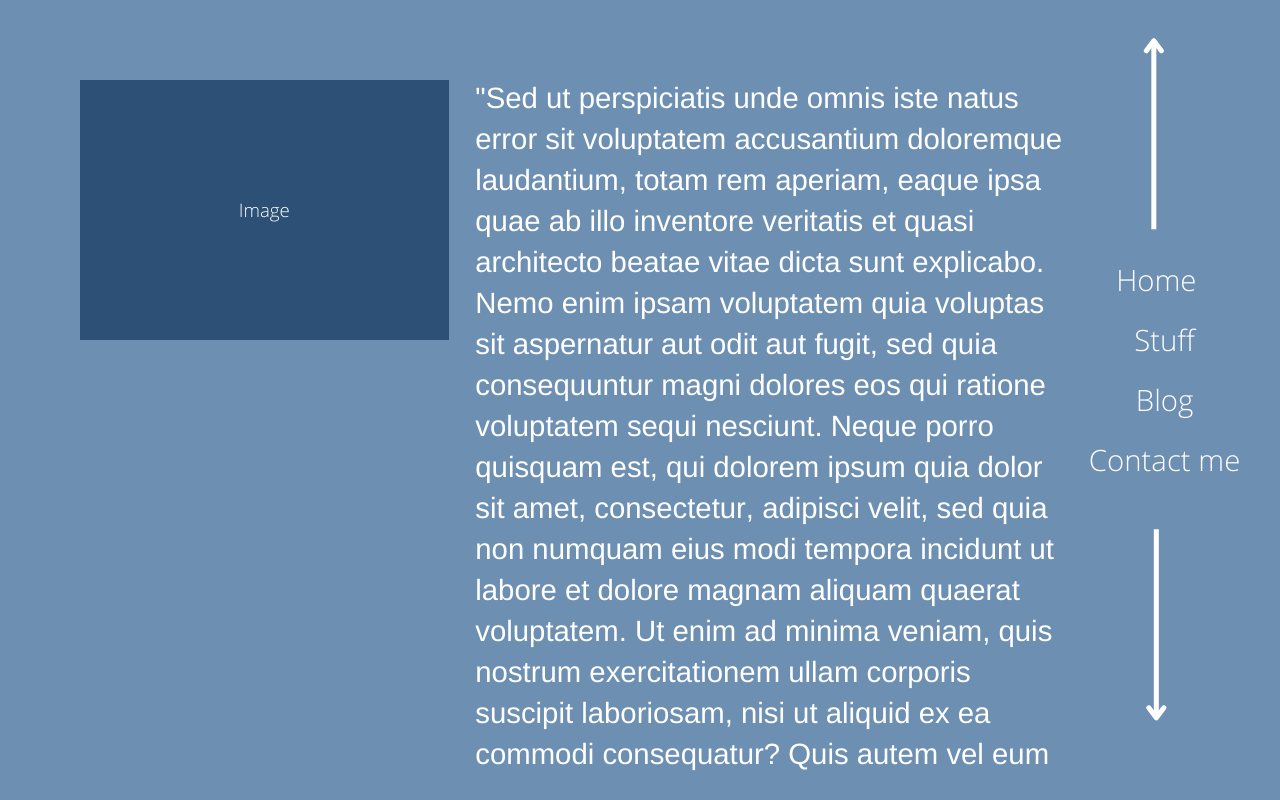 Image
"Sed ut perspiciatis unde omnis iste natus
error sit voluptatem accusantium doloremque
laudantium, totam rem aperiam, eaque ipsa
quae ab illo inventore veritatis et quasi
architecto beatae vitae dicta sunt explicabo.
Nemo enim ipsam voluptatem quia voluptas
sit aspernatur aut odit aut fugit, sed quia
consequuntur magni dolores eos qui ratione
voluptatem sequi nesciunt. Neque porro
quisquam est, qui dolorem ipsum quia dolor
sit amet, consectetur, adipisci velit, sed quia
non numquam eius modi tempora incidunt ut
labore et dolore magnam aliquam quaerat
voluptatem. Ut enim ad minima veniam, quis
nostrum exercitationem ullam corporis
suscipit laboriosam, nisi ut aliquid ex ea
commodi consequatur? Quis autem vel eum
Home
Stuff
Blog
Contact me